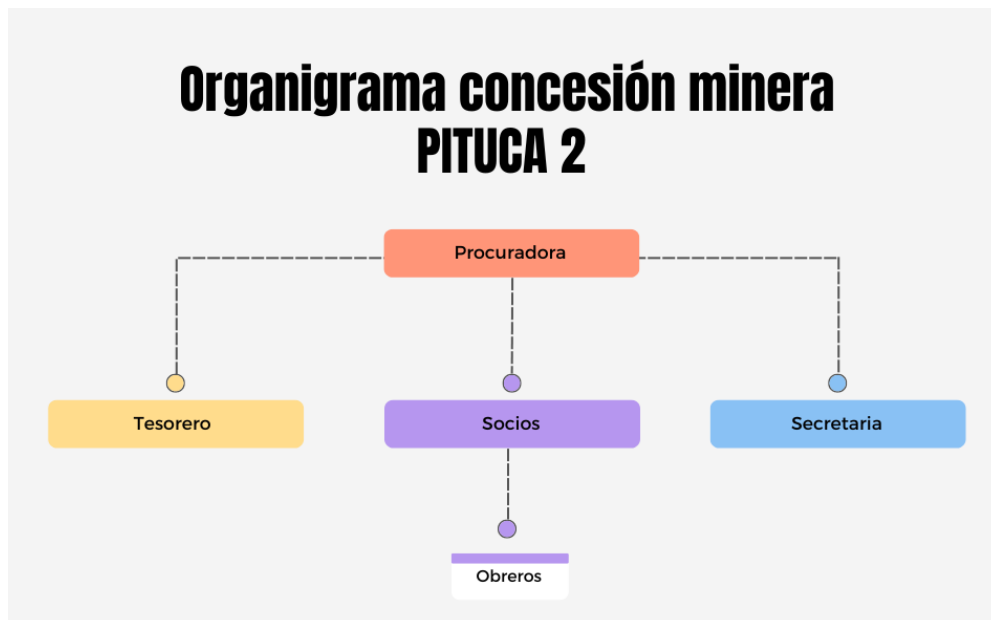 Organigrama concesión minera
PITUCA 2
Procuradora
Tesorero
Socios
Secretaria
Obreros